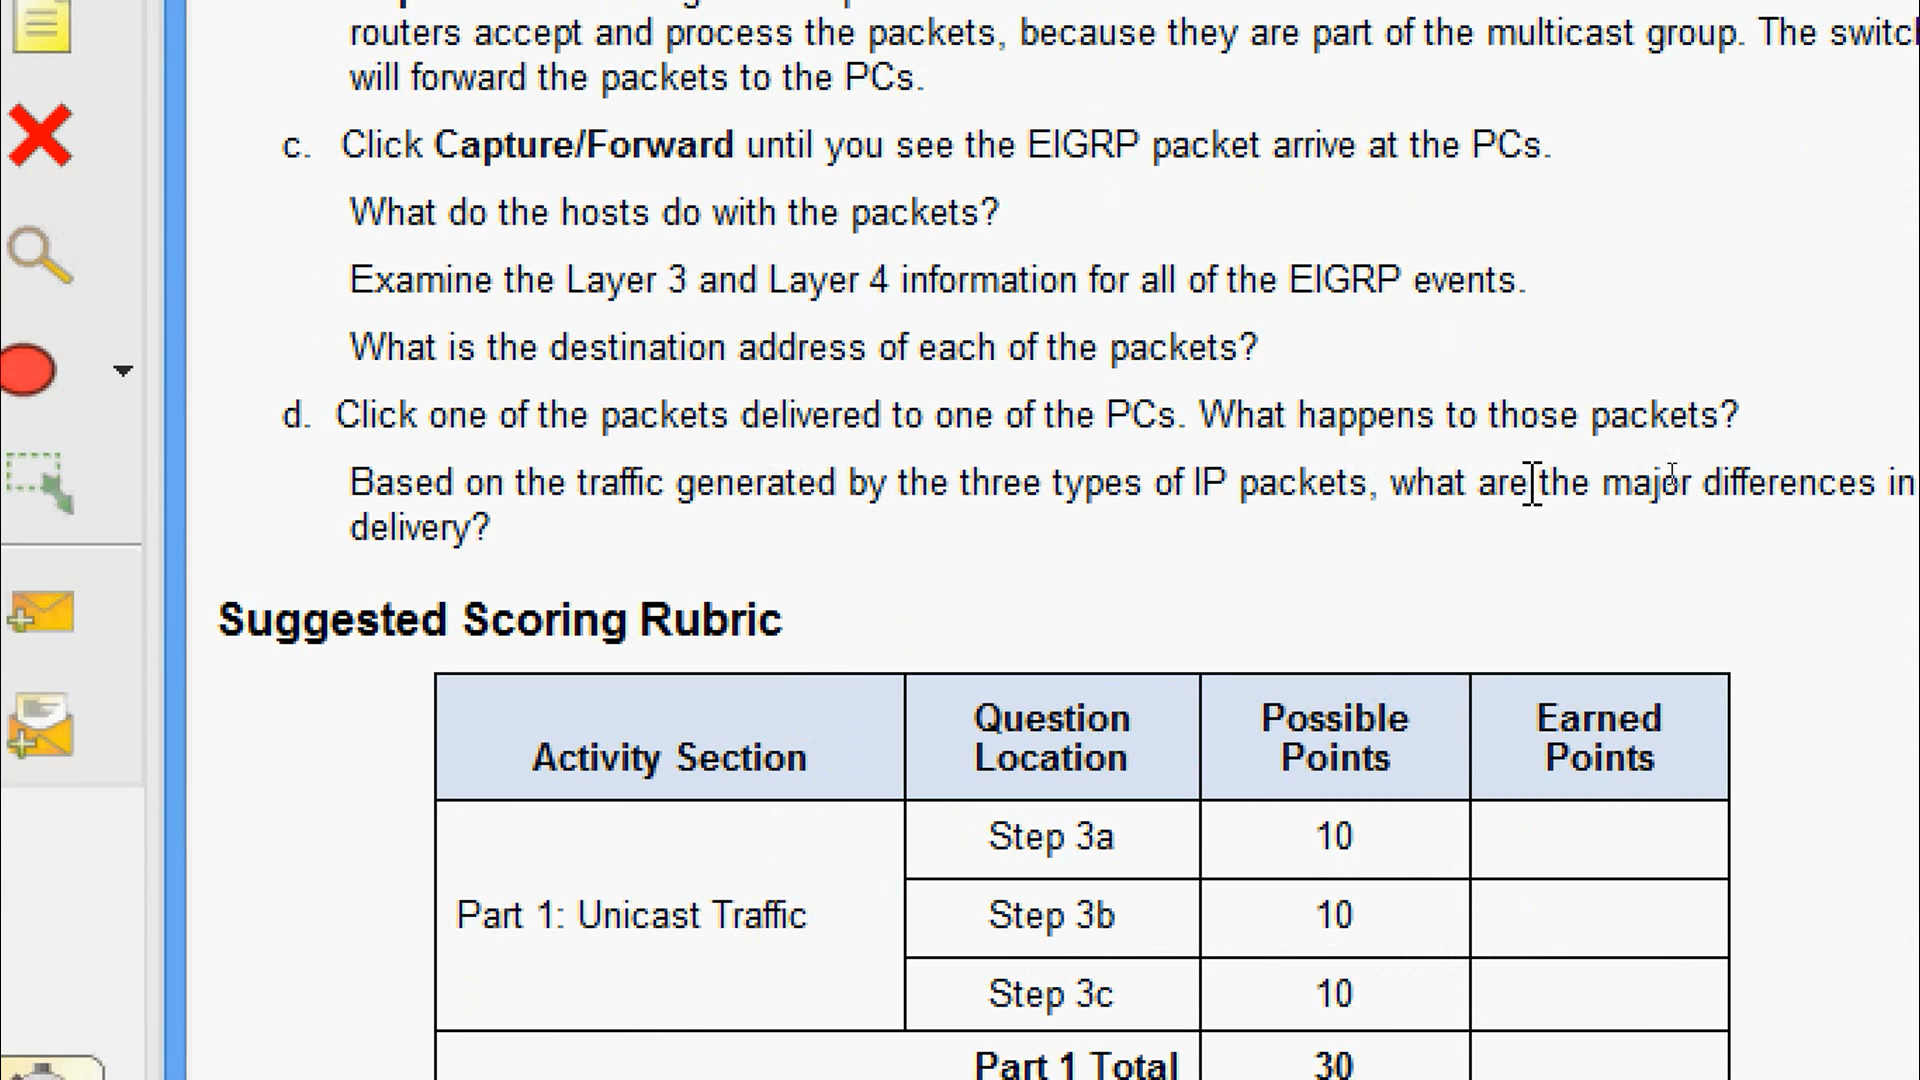 routers accept and process the packets, because they are part of the multicast group. The switch
will forward the packets to the PCs.
c. Click Capture/Forward until you see the EIGRP packet arrive at the PCs.
What do the hosts do with the packets?
Examine the Layer 3 and Layer 4 information for all of the EIGRP events.
What is the destination address of each of the packets?
d. Click one of the packets delivered to one of the PCs. What happens to those packets?
Based on the traffic generated by the three types of IP packets, what are the major differences in
delivery?
Suggested Scoring Rubric
Activity Section
Question Location
Possible Points
Earned Points
Part 1: Unicast Traffic
Step 3a 10
Step 3b 10
Step 3c 10
Part 1 Total 30